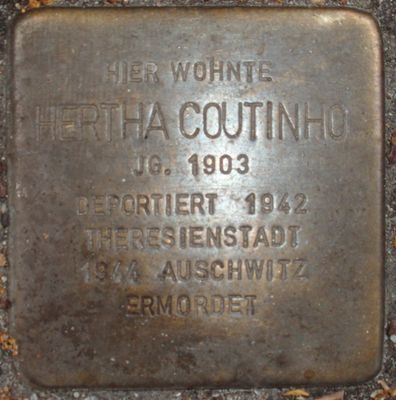 HIER WOHNTE
HERTHA COUTINHO
JG. 1903
DEPORTIERT 1942
THERESIENSTADT
1944 AUSCHWITZ
ERMORDET